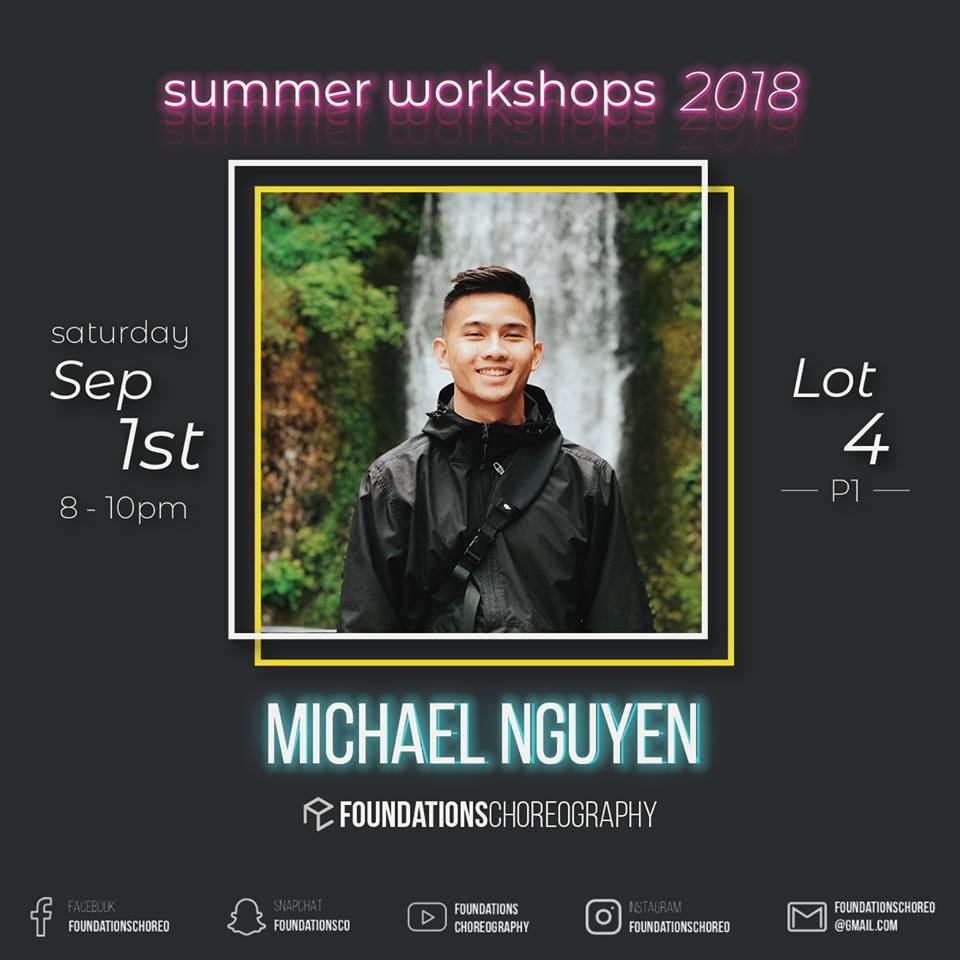 summer workshops 2018
saturday
Sep
1st
8 - 10pm
Lot
4
P1
MICHAEL NGUYEN
FOUNDATIONSCHOREOGRAPHY
FACEBOOK
FOUNDATIONSCHOREO
SNAPCHAT
FOUNDATIONSCO
FOUNDATIONS
CHOREOGRAPHY
INSTAGRAM
FOUNDATIONSCHOREO
FOUNDATIONSCHOREO
@GMAIL.COM